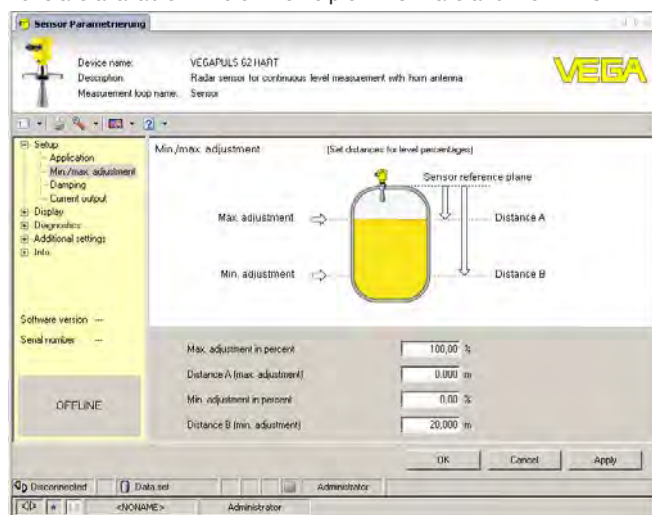 Sensor Parametrierung
Device name: VEGAPULS 62 HART
Description: Radar sensor for continuous level measurement with horn antenna
Measurement loop name: Sensor
VEGA
Setup
Application
Min./max. adjustment
Damping
Current output
Display
Diagnostics
Additional settings
Info
Software version ---
Serial number ---
OFFLINE
Min./max. adjustment (Set distances for level percentages)
Sensor reference plane
Max. adjustment
Distance A
Min. adjustment
Distance B
Max. adjustment in percent 100,00 %
Distance A (max. adjustment) 0,000 m
Min. adjustment in percent 0,00 %
Distance B (min. adjustment) 20,000 m
OK Cancel Apply
Disconnected Data set Administrator
<NONAME> Administrator